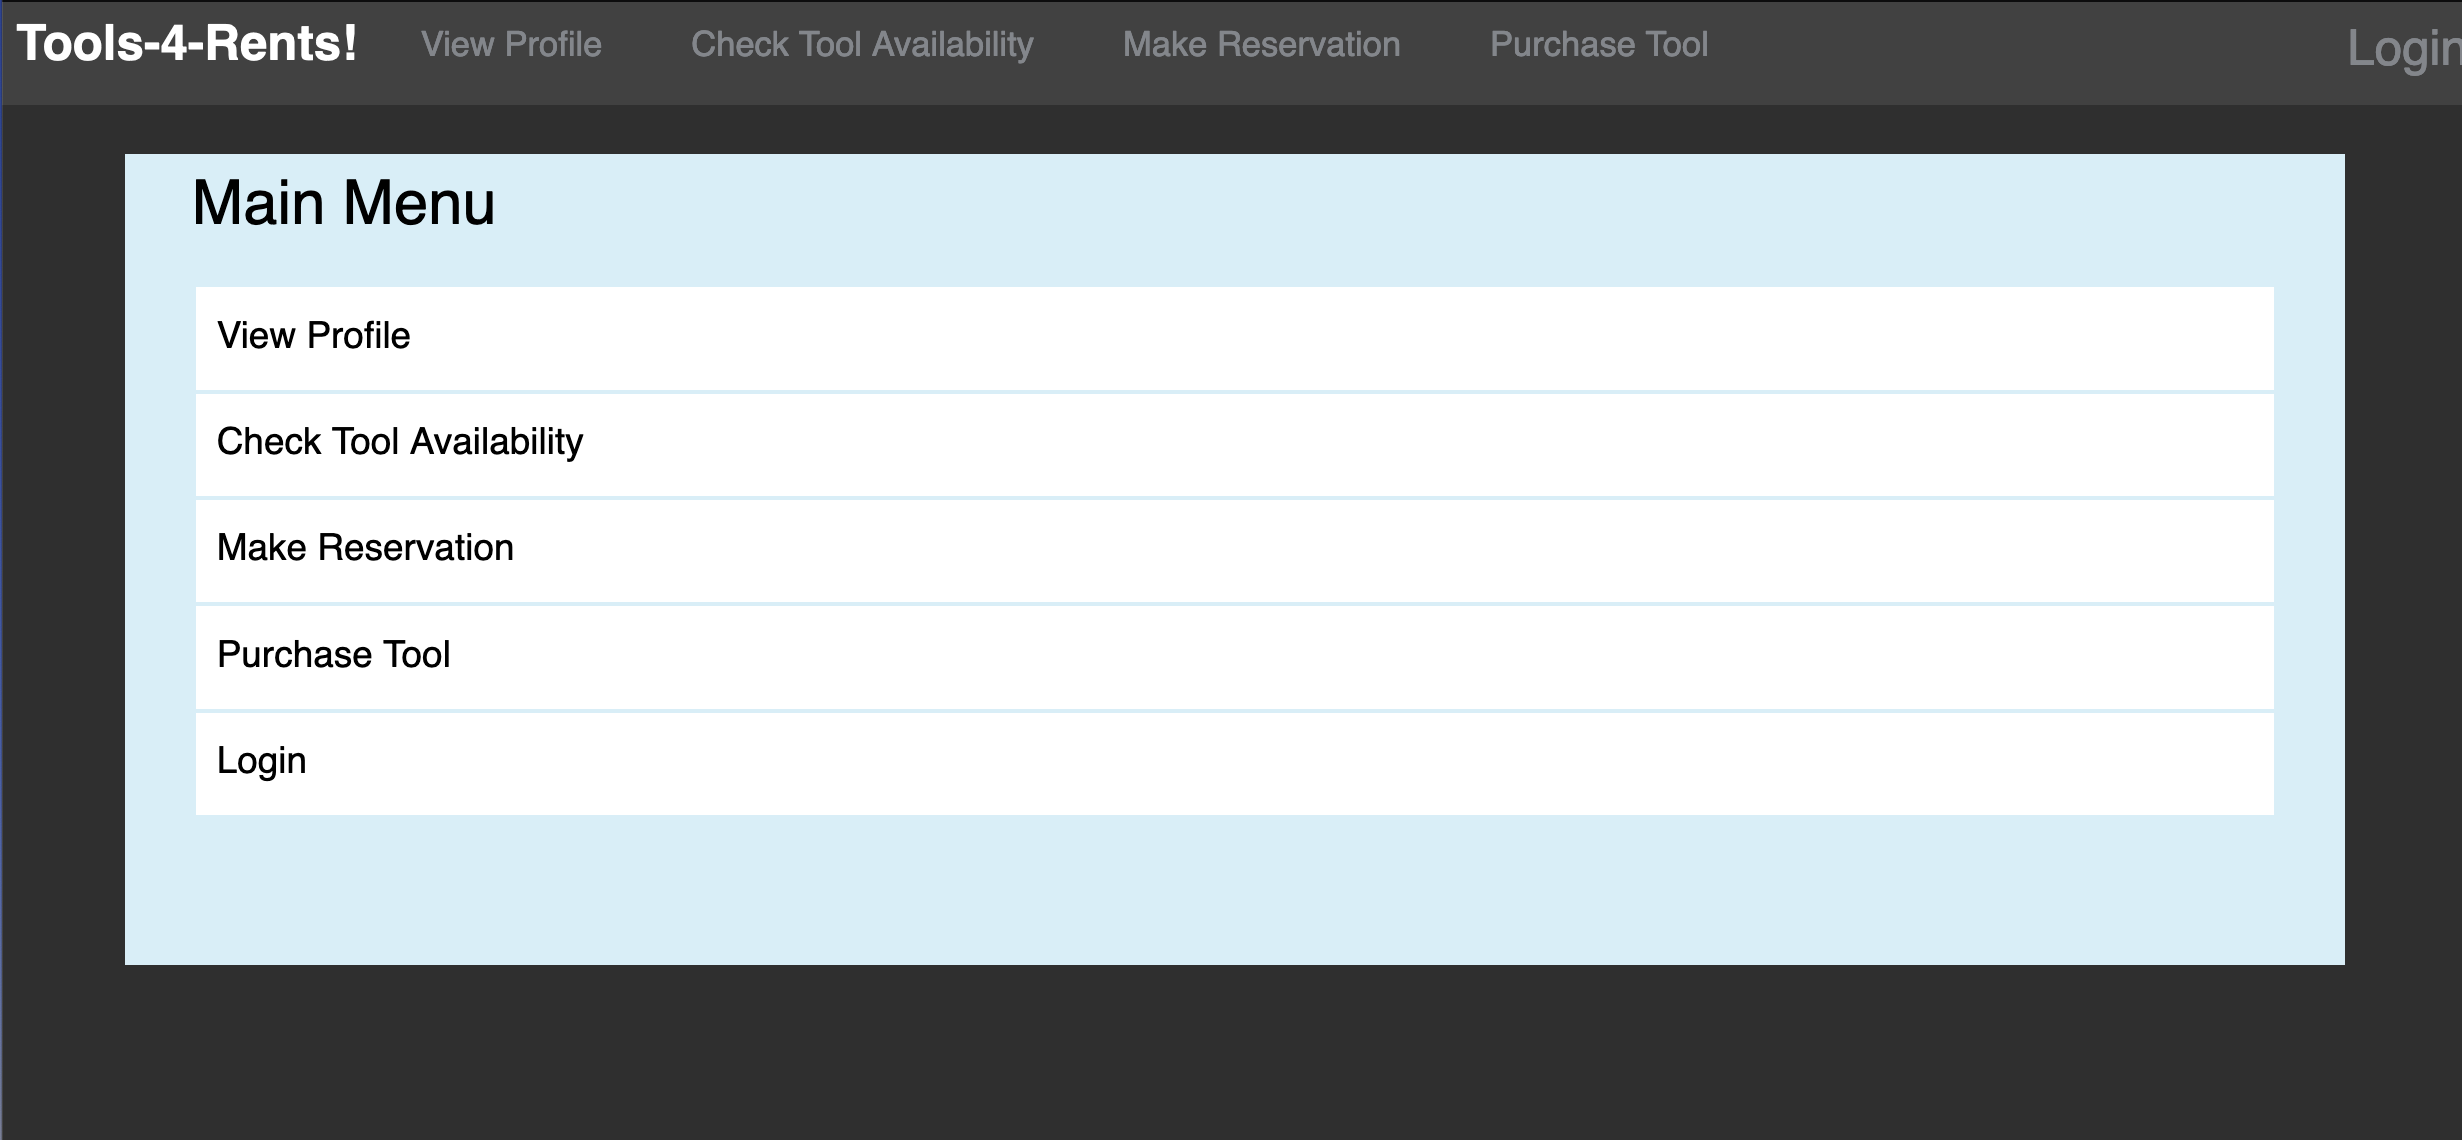 Tools-4-Rents! View Profile Check Tool Availability Make Reservation Purchase Tool Login
Main Menu
View Profile
Check Tool Availability
Make Reservation
Purchase Tool
Login